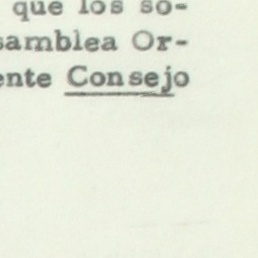 que los so-
samblea Or-
ente Consejo